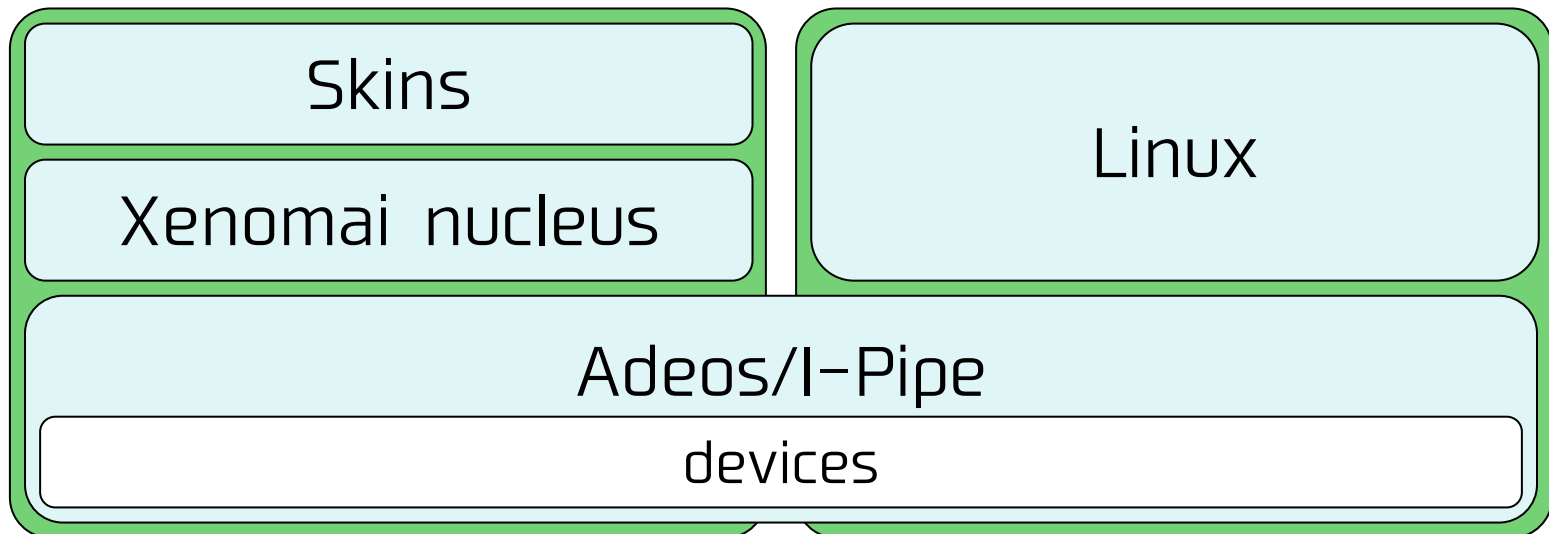 Skins
Xenomai nucleus
Linux
Adeos/I-Pipe
devices